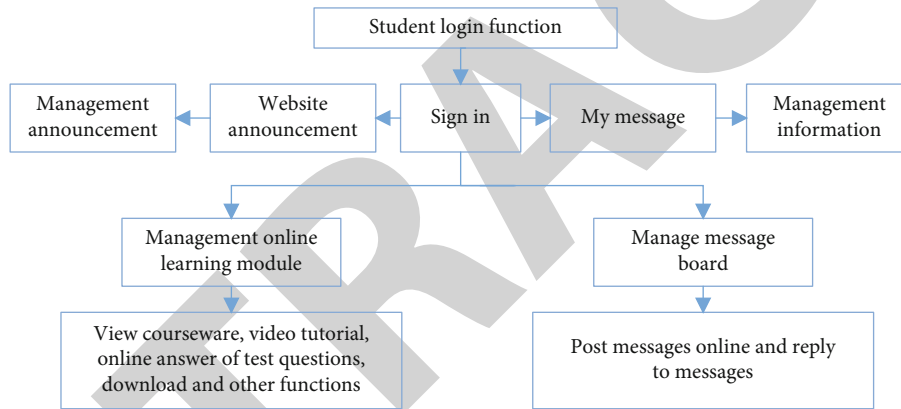 Student login function
Management
announcement
Website
announcement
Sign in
My message
Management
information
Management online
learning module
Manage message
board
View courseware, video tutorial,
online answer of test questions,
download and other functions
Post messages online and reply
to messages
TRAC